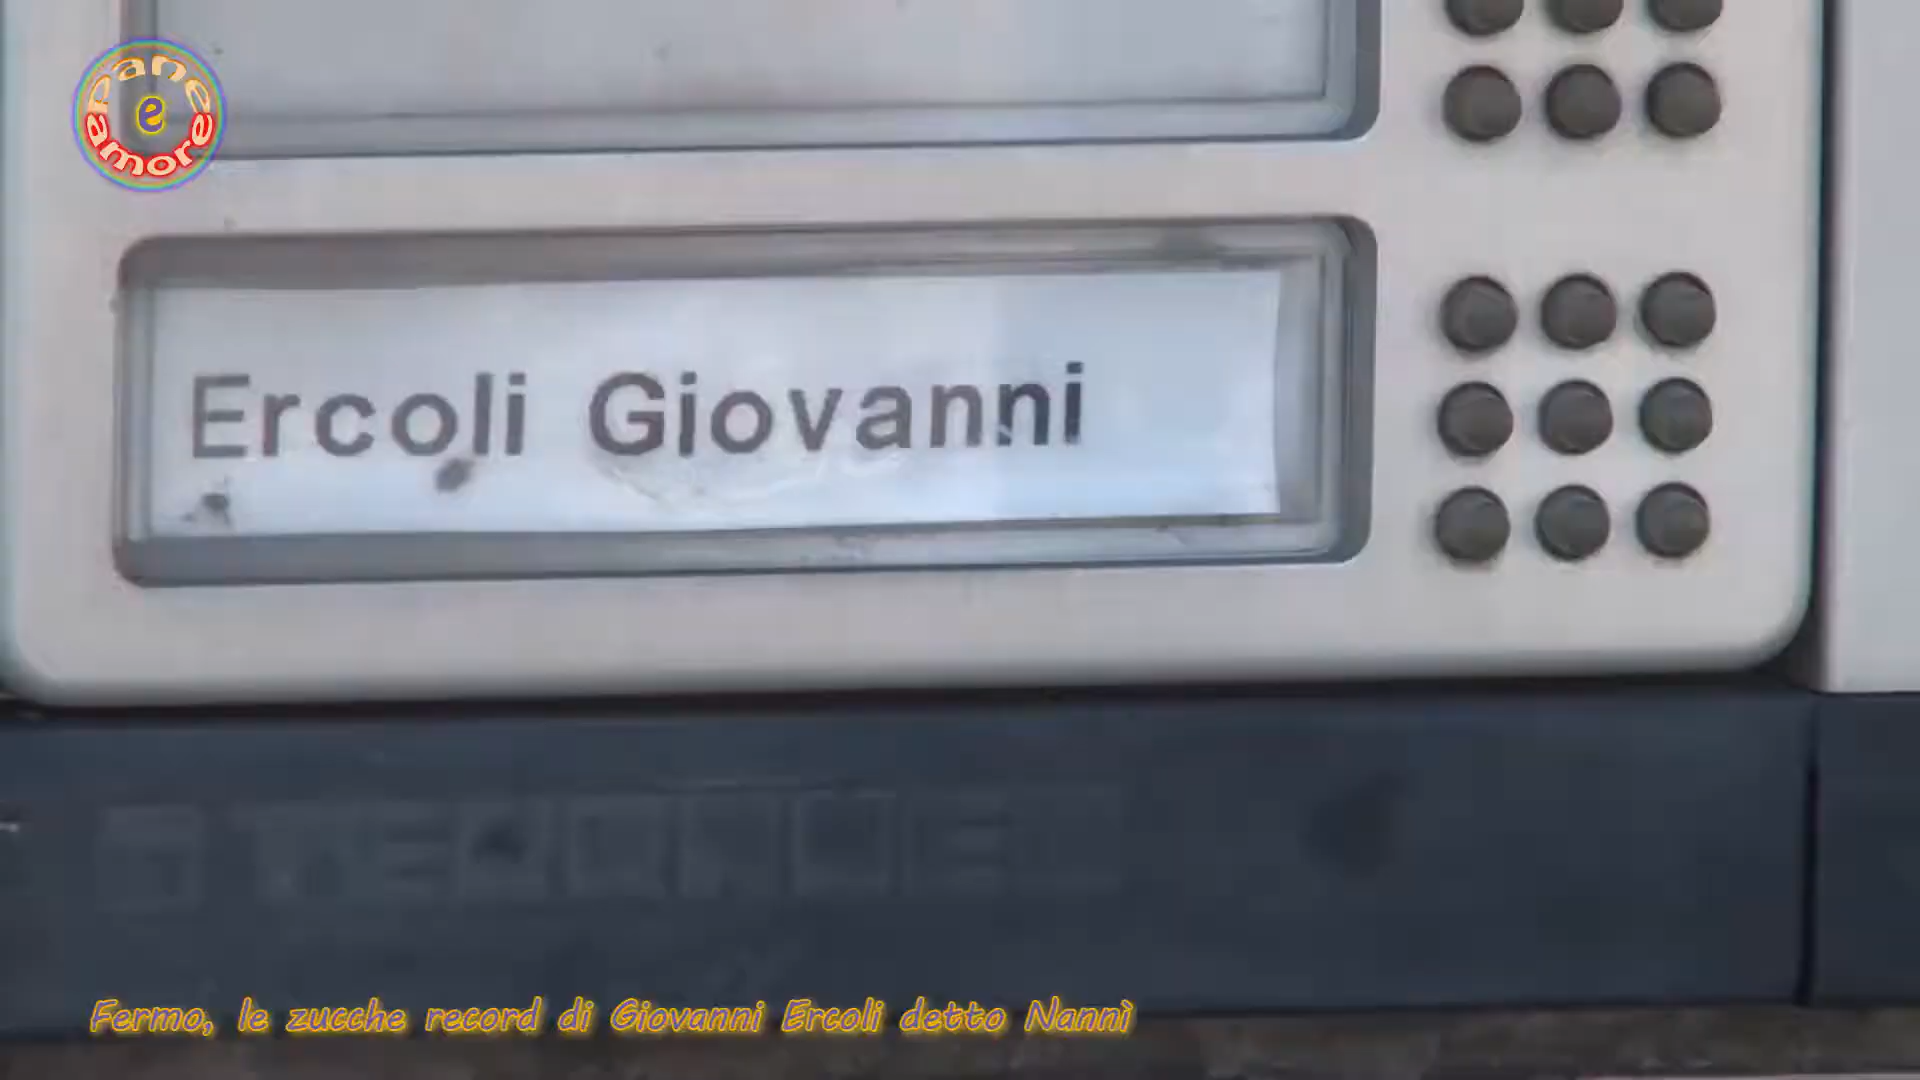 pane
e
amore
Ercoli Giovanni
Fermo, le zucche record di Giovanni Ercoli detto Nannì